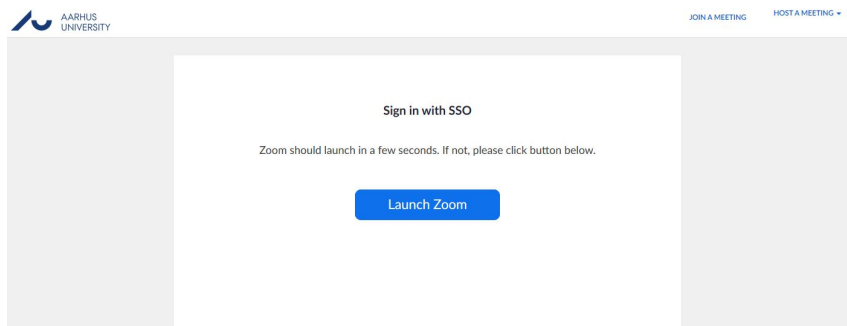 AARHUS
UNIVERSITY
JOIN A MEETING
HOST A MEETING
Sign in with SSO
Zoom should launch in a few seconds. If not, please click button below.
Launch Zoom